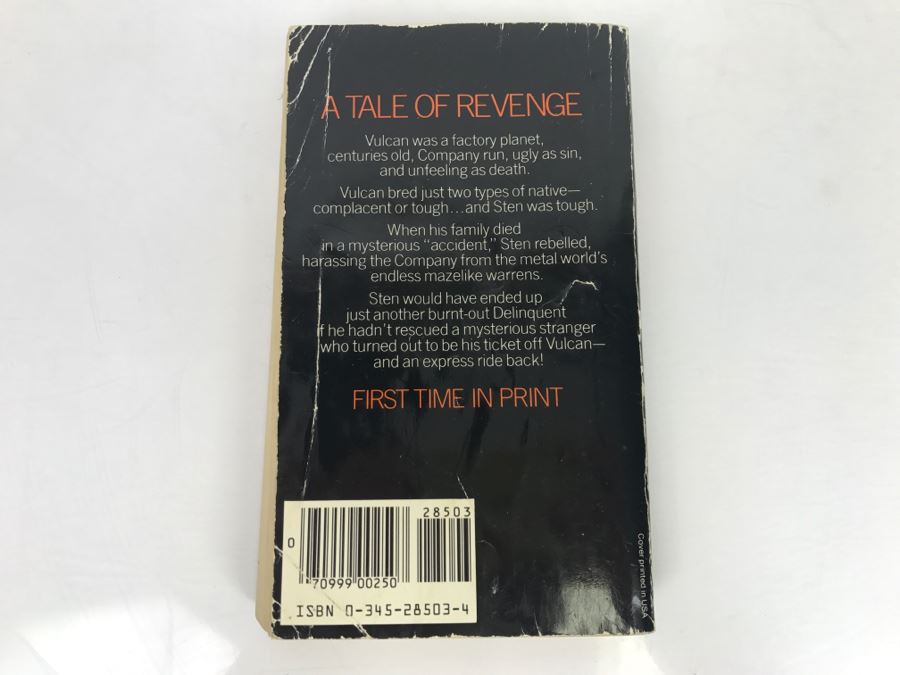 A TALE OF REVENGE
Vulcan was a factory planet,
centuries old, Company run, ugly as sin,
and unfeeling as death.
Vulcan bred just two types of native—
complacent or tough...and Sten was tough.
When his family died
in a mysterious “accident,” Sten rebelled,
harassing the Company from the metal world's
endless mazelike warrens.
Sten would have ended up
just another burnt-out Delinquent
if he hadn't rescued a mysterious stranger
who turned out to be his ticket off Vulcan—
and an express ride back!
FIRST TIME IN PRINT
28503
0
70999 00250
ISBN 0-345-28503-4
Cover printed in USA